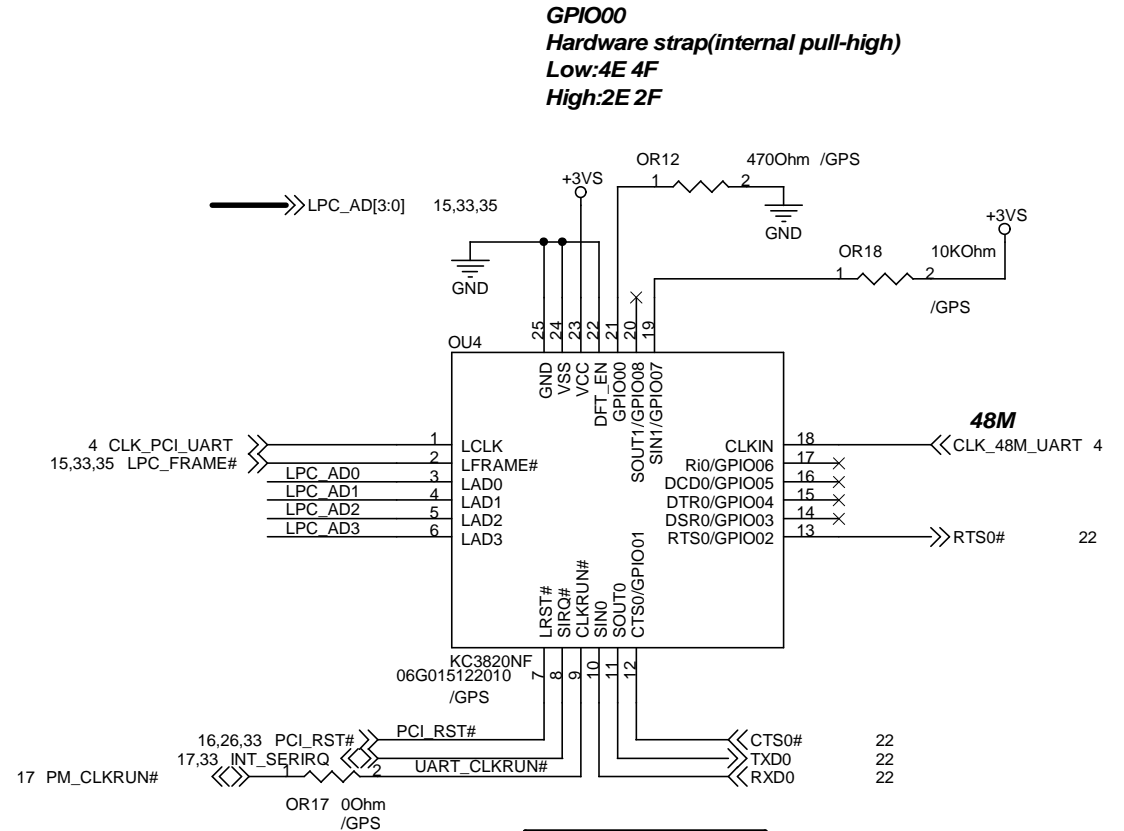 GPIO00
Hardware strap(internal pull-high)
Low:4E 4F
High:2E 2F
OR12 470Ohm /GPS
1 2
+3VS
LPC_AD[3:0] 15,33,35
GND
+3VS
OR18 10KOhm
1 2
GND
/GPS
25 24 23 22 21 20 19
OU4
GND
VSS
VCC
DFT_EN
GPIO00
SOUT1/GPIO08
SIN1/GPIO07
48M
4 CLK_PCI_UART 1 LCLK CLKIN 18 CLK_48M_UART 4
15,33,35 LPC_FRAME# 2 LFRAME# Ri0/GPIO06 17
LPC_AD0 3 LAD0 DCD0/GPIO05 16
LPC_AD1 4 LAD1 DTR0/GPIO04 15
LPC_AD2 5 LAD2 DSR0/GPIO03 14
LPC_AD3 6 LAD3 RTS0/GPIO02 13 RTS0# 22
LRST#
SIRQ#
CLKRUN#
SIN0
SOUT0
CTS0/GPIO01
KC3820NF
06G015122010
/GPS
7 8 9 10 11 12
16,26,33 PCI_RST# PCI_RST# CTS0# 22
17,33 INT_SERIRQ TXD0 22
17 PM_CLKRUN# 1 2 UART_CLKRUN# RXD0 22
OR17 0Ohm
/GPS